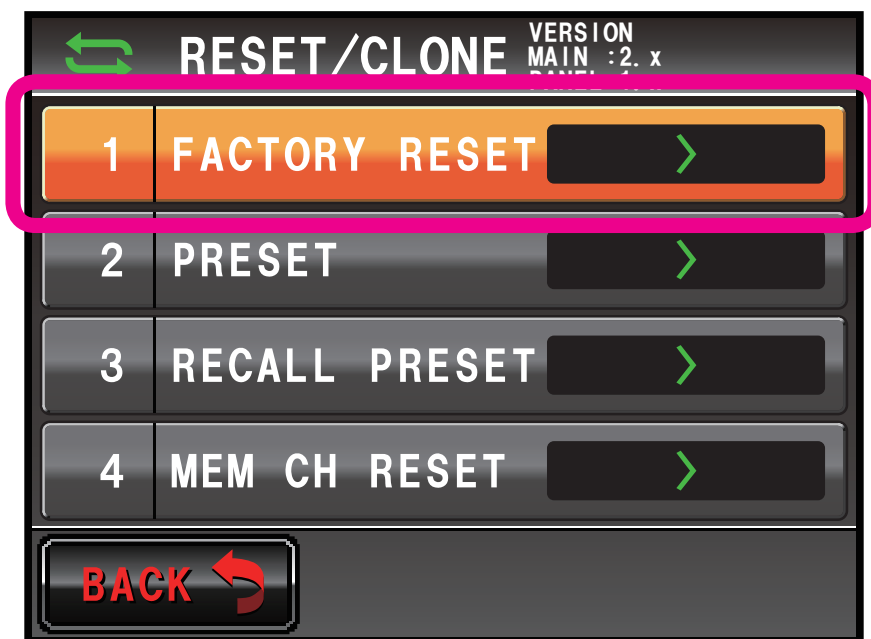 RESET/CLONE
VERSION
MAIN :2. x
1 FACTORY RESET
2 PRESET
3 RECALL PRESET
4 MEM CH RESET
BACK